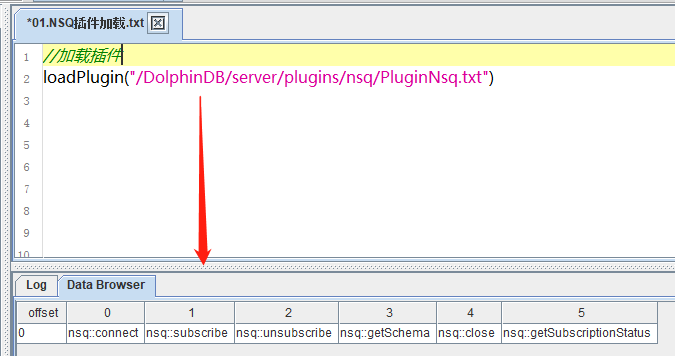 *01.NSQ插件加载.txt
1 //加载插件
2 loadPlugin("/DolphinDB/server/plugins/nsq/PluginNsq.txt")
3
3
4
5
6
7
8
9
10
Log Data Browser
offset 0 1 2 3 4 5
0 nsq::connect nsq::subscribe nsq::unsubscribe nsq::getSchema nsq::close nsq::getSubscriptionStatus